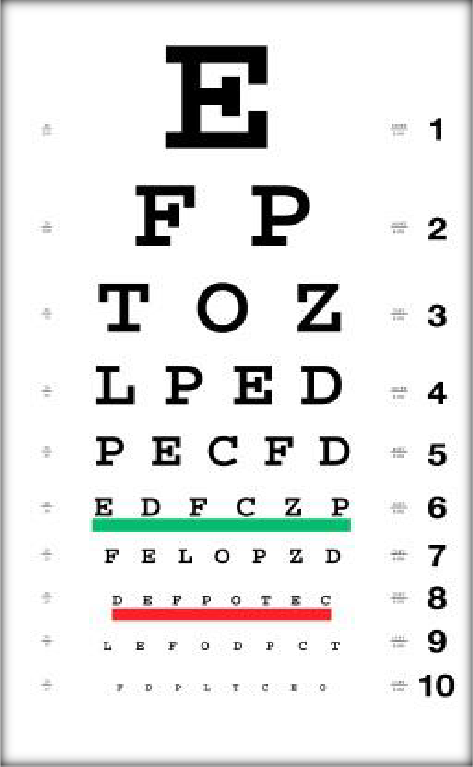 E 1
F P 2
T O Z 3
L P E D 4
P E C F D 5
E D F C Z P 6
F E L O P Z D 7
D E F P O T E C 8
L E F O D P C T 9
F D P L T C E O 10